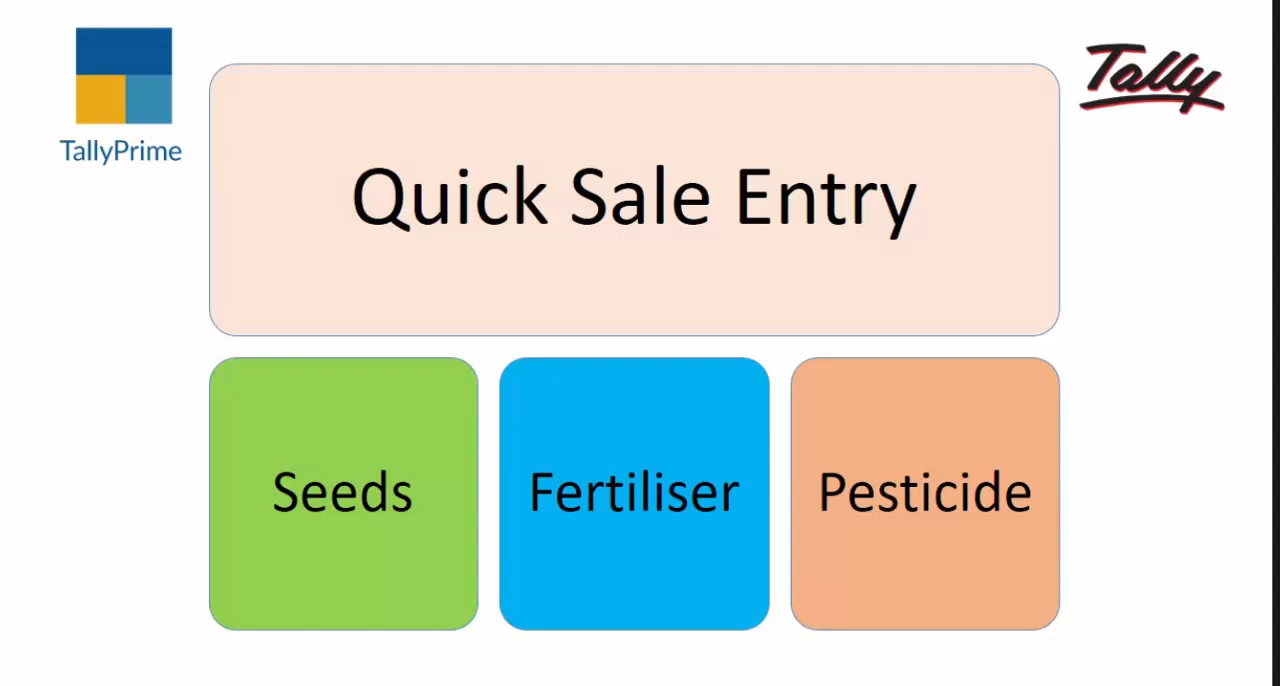 TallyPrime
Tally
Quick Sale Entry
Seeds
Fertiliser
Pesticide